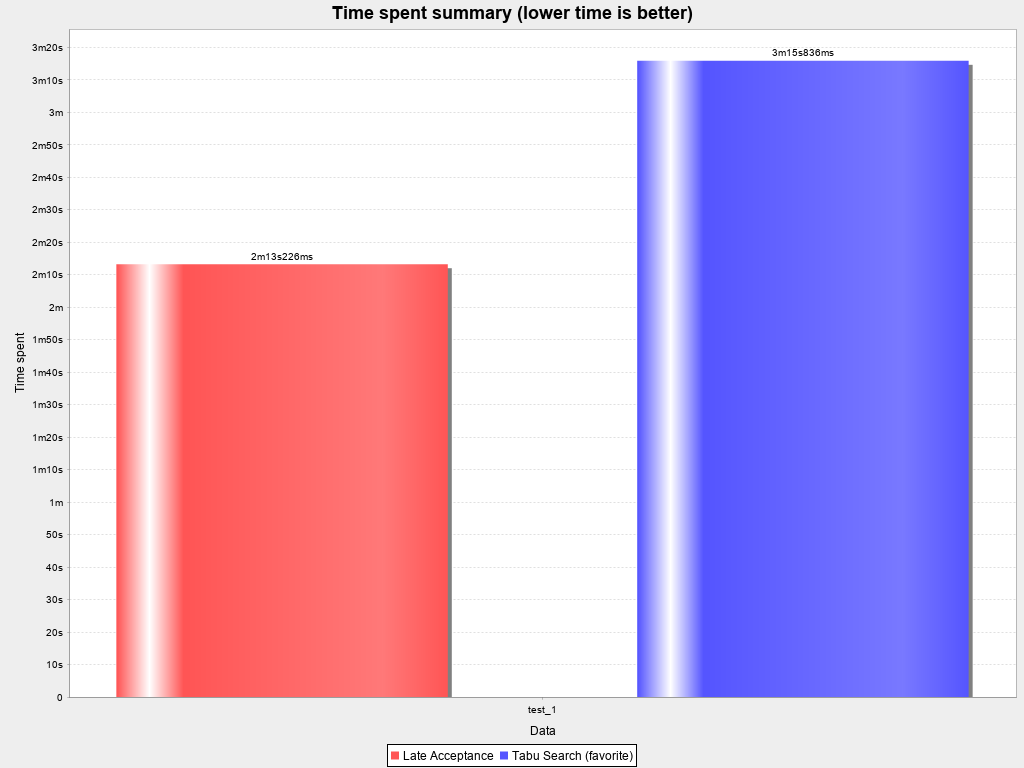 Time spent summary (lower time is better)
3m20s
3m10s
3m
2m50s
2m40s
2m30s
2m20s
2m10s
2m
1m50s
1m40s
1m30s
1m20s
1m10s
1m
50s
40s
30s
20s
10s
0
Time spent
2m13s226ms
3m15s836ms
test_1
Data
Late Acceptance
Tabu Search (favorite)